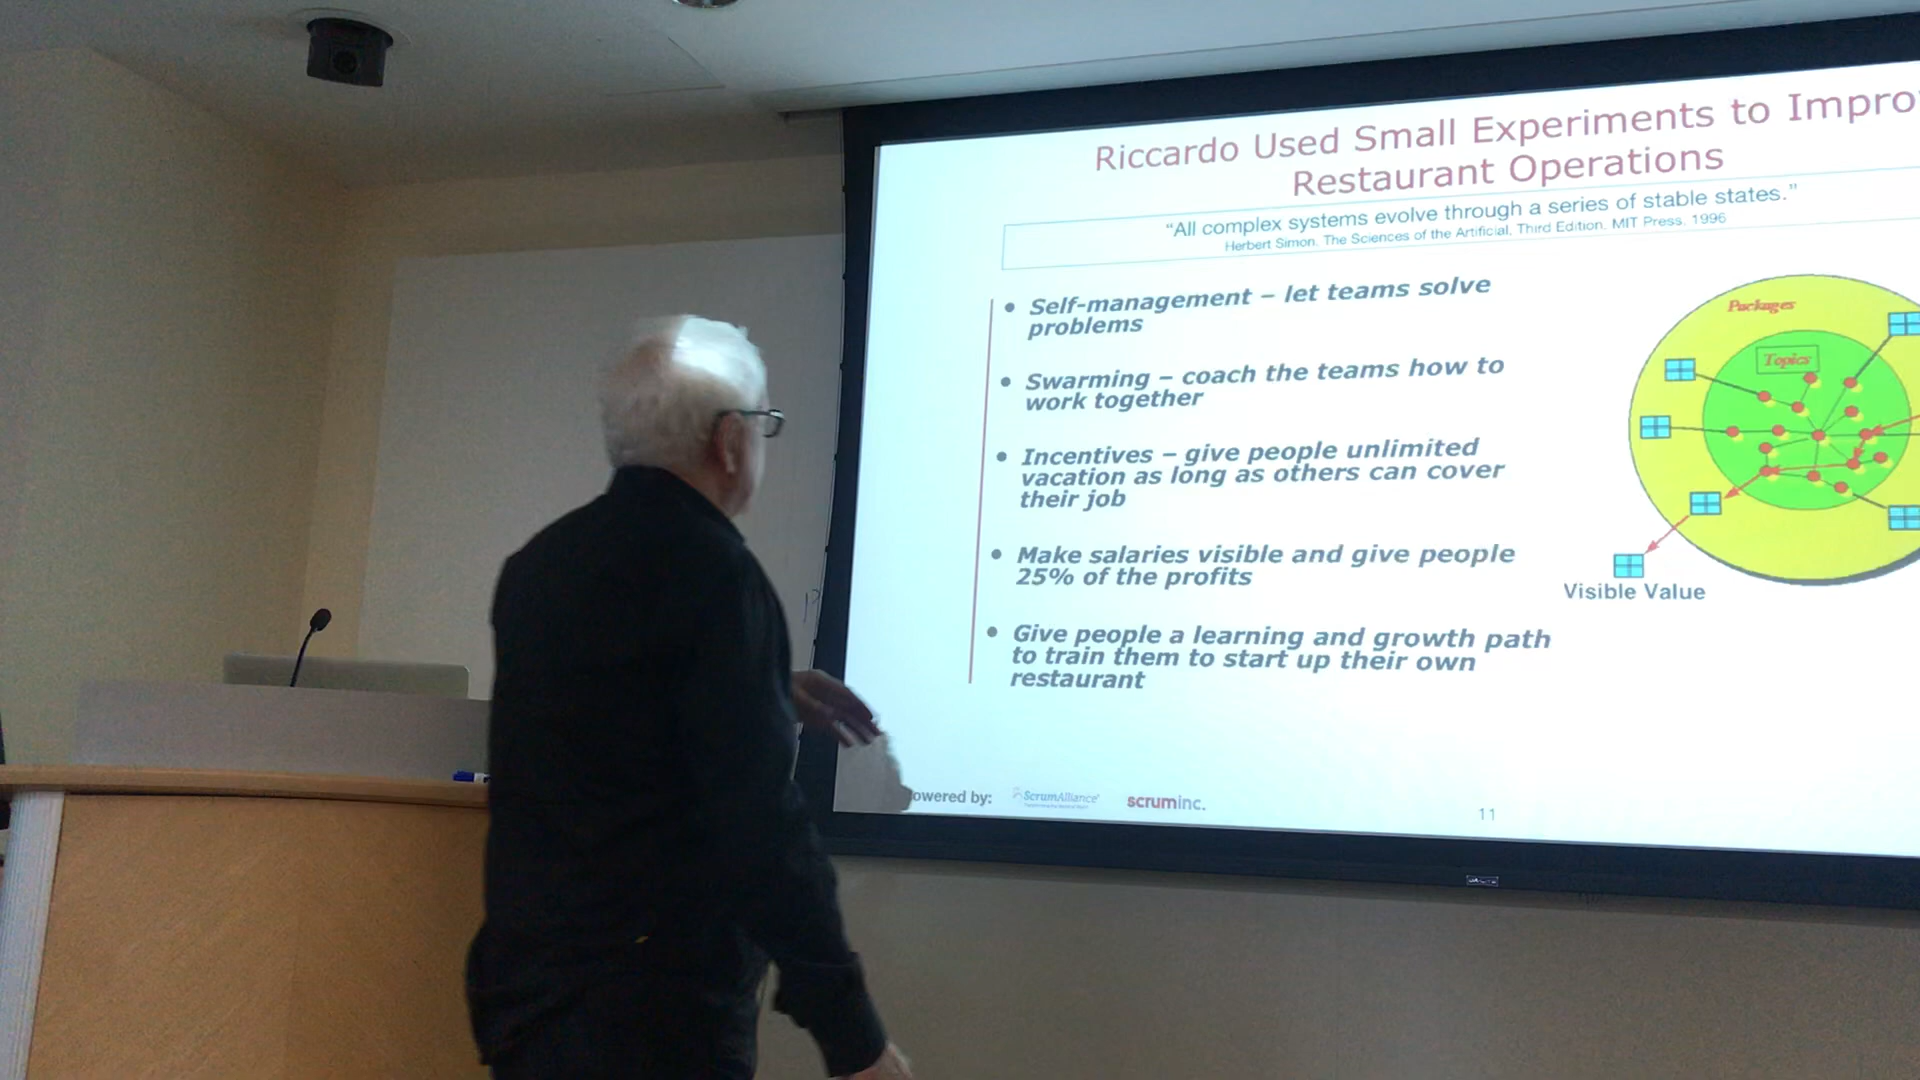 Riccardo Used Small Experiments to Impro
Restaurant Operations
“All complex systems evolve through a series of stable states.”
Herbert Simon. The Sciences of the Artificial. Third Edition. MIT Press. 1996
• Self-management – let teams solve
problems
• Swarming – coach the teams how to
work together
• Incentives – give people unlimited
vacation as long as others can cover
their job
• Make salaries visible and give people
25% of the profits
• Give people a learning and growth path
to train them to start up their own
restaurant
Packages
Topics
Visible Value
owered by:
ScrumAlliance
scruminc.
11